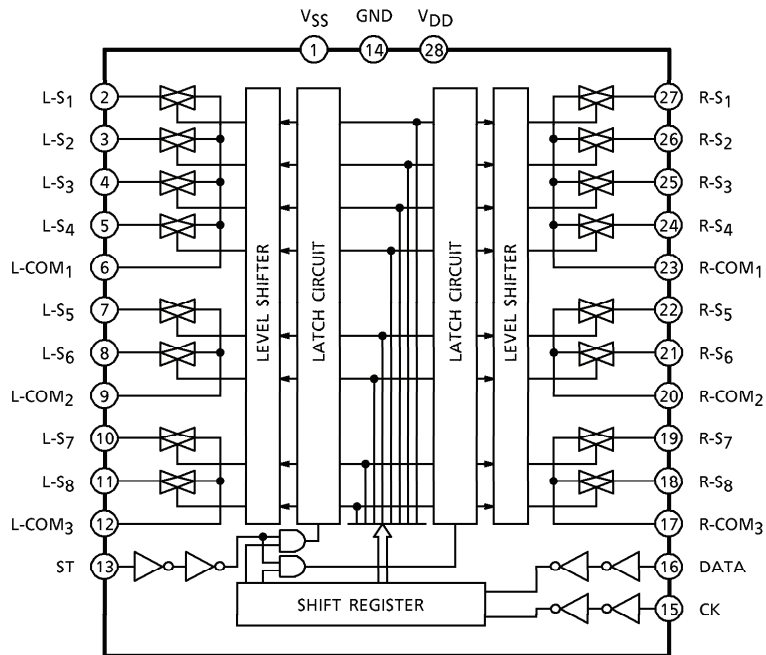 VSS GND VDD
1 14 28
L-S1 2 27 R-S1
L-S2 3 26 R-S2
L-S3 4 25 R-S3
L-S4 5 24 R-S4
L-COM1 6 23 R-COM1
L-S5 7 22 R-S5
L-S6 8 21 R-S6
L-COM2 9 20 R-COM2
L-S7 10 19 R-S7
L-S8 11 18 R-S8
L-COM3 12 17 R-COM3
ST 13 16 DATA
15 CK
LEVEL SHIFTER
LATCH CIRCUIT
LATCH CIRCUIT
LEVEL SHIFTER
SHIFT REGISTER